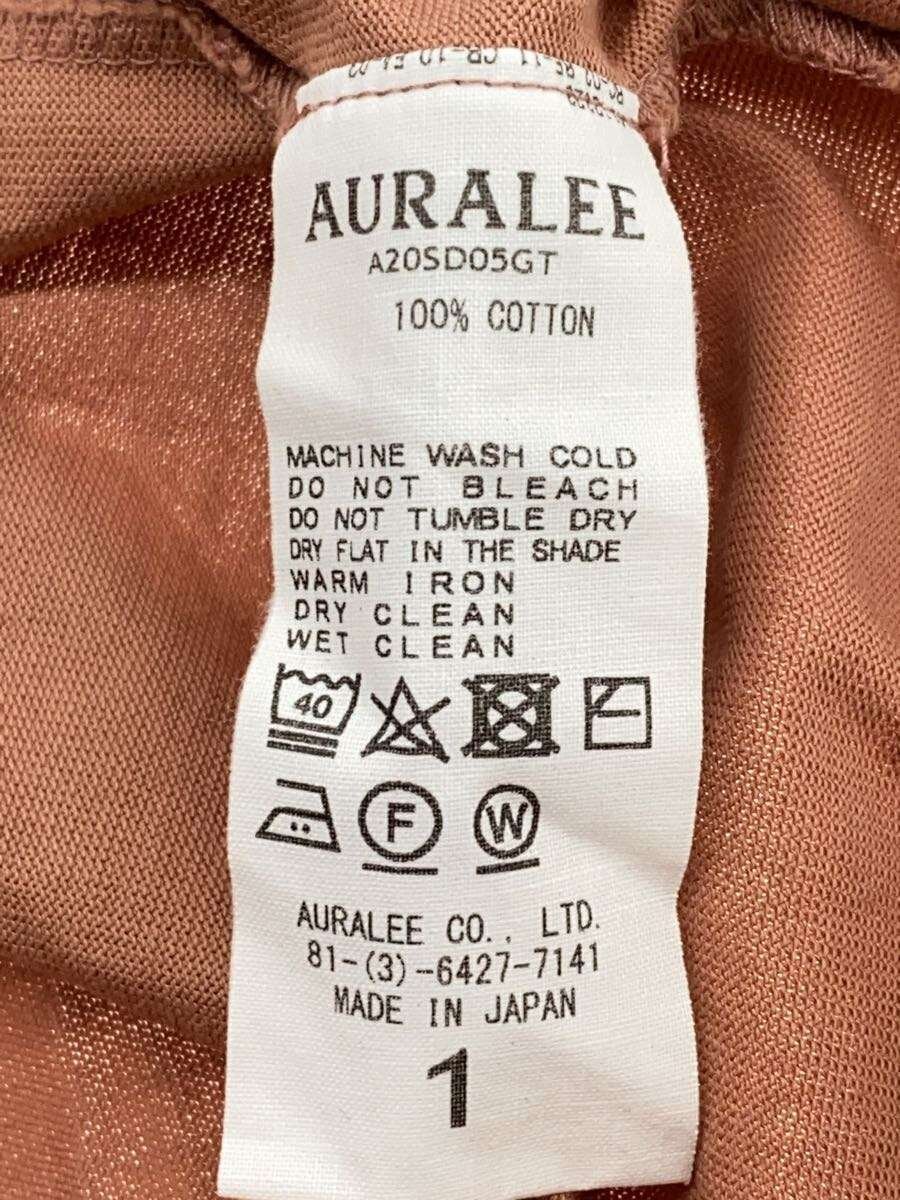 AURALEE
A20SD05GT
100% COTTON
MACHINE WASH COLD
DO NOT BLEACH
DO NOT TUMBLE DRY
DRY FLAT IN THE SHADE
WARM IRON
DRY CLEAN
WET CLEAN
40
F W
AURALEE CO., LTD.
81-(3)-6427-7141
MADE IN JAPAN
1